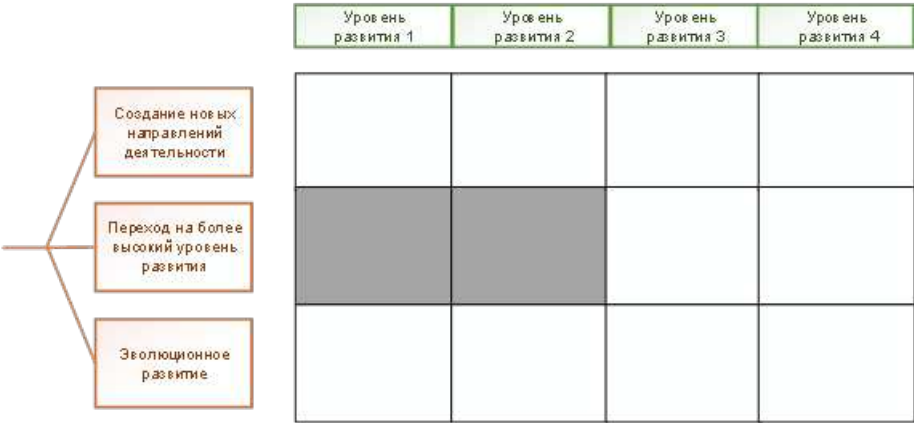 Уровень
развития 1
Уровень
развития 2
Уровень
развития 3
Уровень
развития 4
Создание новых
направлений
деятельности
Переход на более
высокий уровень
развития
Эволюционное
развитие